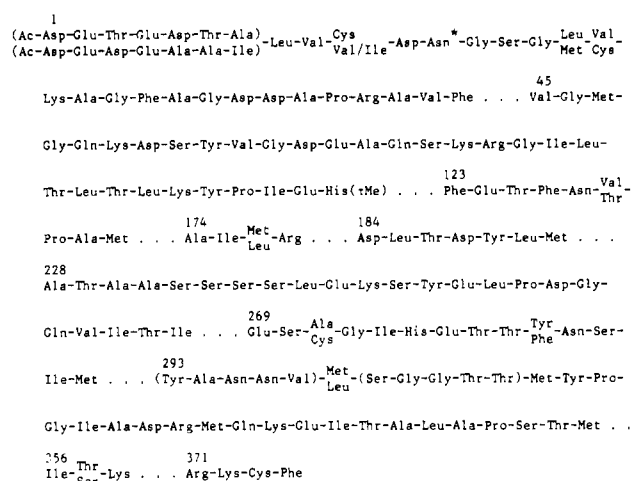 1
(Ac-Asp-Glu-Thr-Glu-Asp-Thr-Ala)-Leu-Val-Cys-Asp-Asn*-Gly-Ser-Gly-Leu-Val-
(Ac-Asp-Glu-Asp-Glu-Ala-Ala-Ile) Val/Ile Met Cys
Lys-Ala-Gly-Phe-Ala-Gly-Asp-Asp-Ala-Pro-Arg-Ala-Val-Phe . . . Val-Gly-Met-
45
Gly-Gln-Lys-Asp-Ser-Tyr-Val-Gly-Asp-Glu-Ala-Gln-Ser-Lys-Arg-Gly-Ile-Leu-
123
Thr-Leu-Thr-Leu-Lys-Tyr-Pro-Ile-Glu-His(τMe) . . . Phe-Glu-Thr-Phe-Asn-Val-
Thr
174 184
Pro-Ala-Met . . . Ala-Ile-Met-Arg . . . Asp-Leu-Thr-Asp-Tyr-Leu-Met . . .
Leu
228
Ala-Thr-Ala-Ala-Ser-Ser-Ser-Ser-Leu-Glu-Lys-Ser-Tyr-Glu-Leu-Pro-Asp-Gly-
269
Gln-Val-Ile-Thr-Ile . . . Glu-Ser-Ala-Gly-Ile-His-Glu-Thr-Thr-Tyr-Asn-Ser-
Cys Phe
293
Ile-Met . . . (Tyr-Ala-Asn-Asn-Val)-Met-(Ser-Gly-Gly-Thr-Thr)-Met-Tyr-Pro-
Leu
Gly-Ile-Ala-Asp-Arg-Met-Gln-Lys-Glu-Ile-Thr-Ala-Leu-Ala-Pro-Ser-Thr-Met . .
356 371
Ile-Thr-Lys . . . Arg-Lys-Cys-Phe
Ser